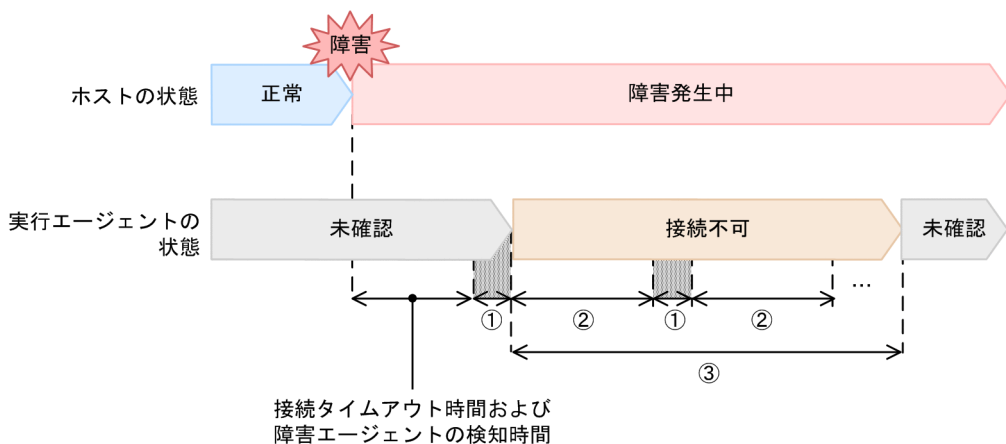 障害
ホストの状態
正常
障害発生中
実行エージェントの
状態
未確認
接続不可
未確認
…
①
②
①
②
③
接続タイムアウト時間および
障害エージェントの検知時間